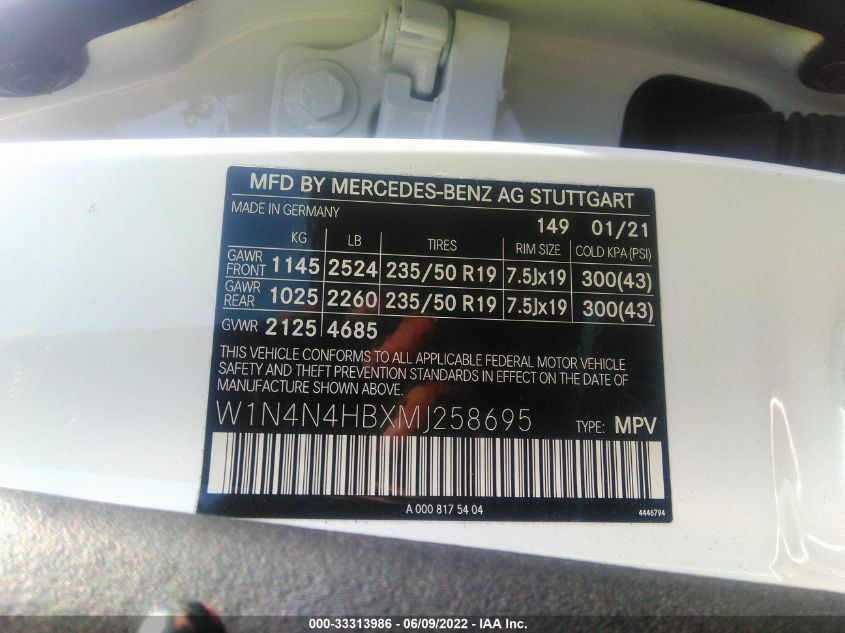 MFD BY MERCEDES-BENZ AG STUTTGART
MADE IN GERMANY 149 01/21
KG LB TIRES RIM SIZE COLD KPA (PSI)
GAWR FRONT 1145 2524 235/50 R19 7.5Jx19 300(43)
GAWR REAR 1025 2260 235/50 R19 7.5Jx19 300(43)
GVWR 2125 4685
THIS VEHICLE CONFORMS TO ALL APPLICABLE FEDERAL MOTOR VEHICLE
SAFETY AND THEFT PREVENTION STANDARDS IN EFFECT ON THE DATE OF
MANUFACTURE SHOWN ABOVE.
W1N4N4HBXMJ258695 TYPE: MPV
A 000 817 54 04 4446794
000-33313986 - 06/09/2022 - IAA Inc.